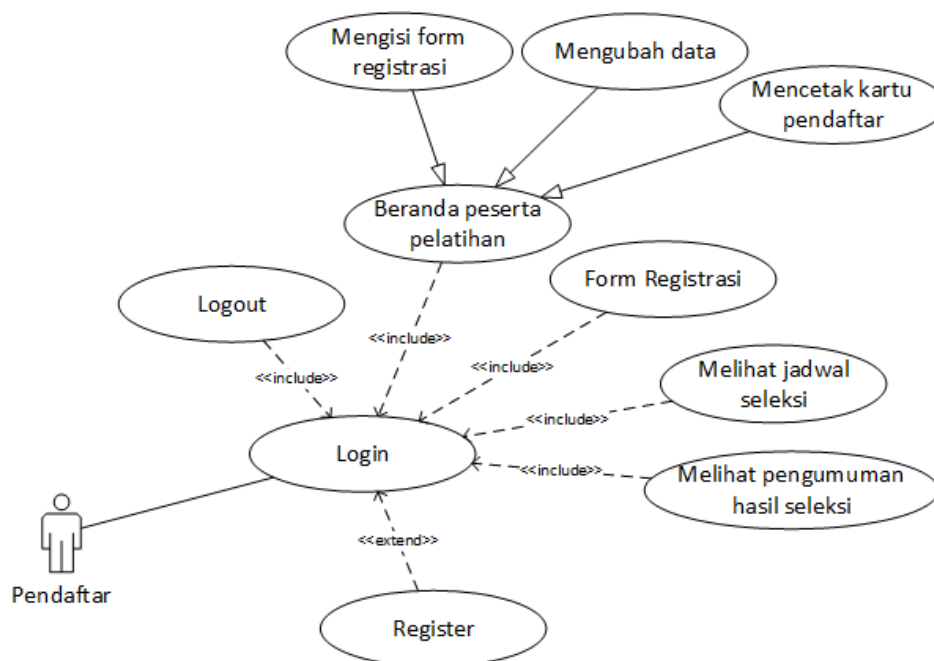 Mengisi form
registrasi
Mengubah data
Mencetak kartu
pendaftar
Beranda peserta
pelatihan
Form Registrasi
Logout
<<include>>
<<include>>
<<include>>
Melihat jadwal
seleksi
<<include>>
Login
<<include>>
Melihat pengumuman
hasil seleksi
<<extend>>
Pendaftar
Register